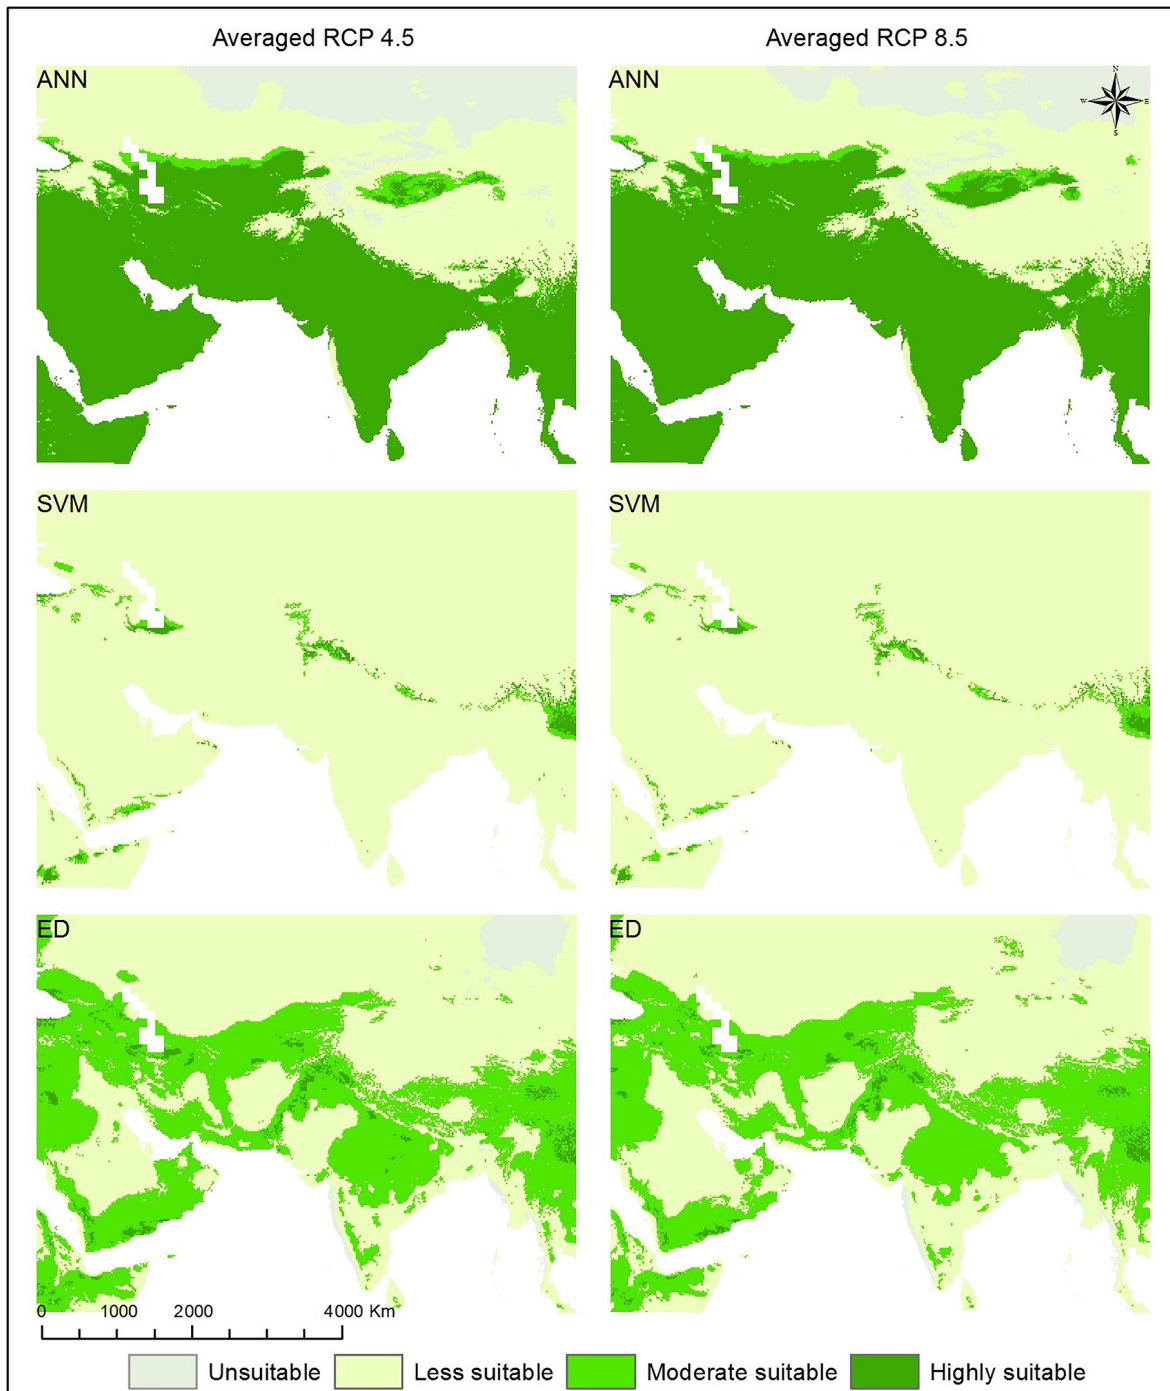 Averaged RCP 4.5
Averaged RCP 8.5
ANN
ANN
N
W
E
S
SVM
SVM
ED
ED
0 1000 2000 4000 Km
Unsuitable
Less suitable
Moderate suitable
Highly suitable